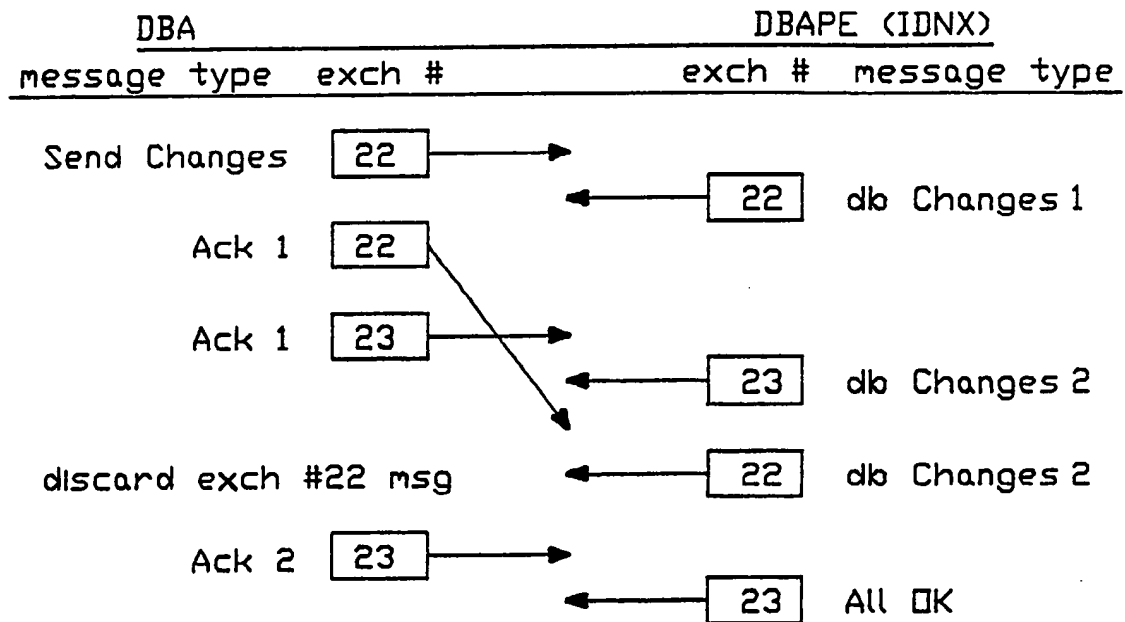 DBA DBAPE (IDNX)
message type exch # exch # message type
Send Changes 22
22 db Changes 1
Ack 1 22
Ack 1 23
23 db Changes 2
discard exch #22 msg 22 db Changes 2
Ack 2 23
23 All OK